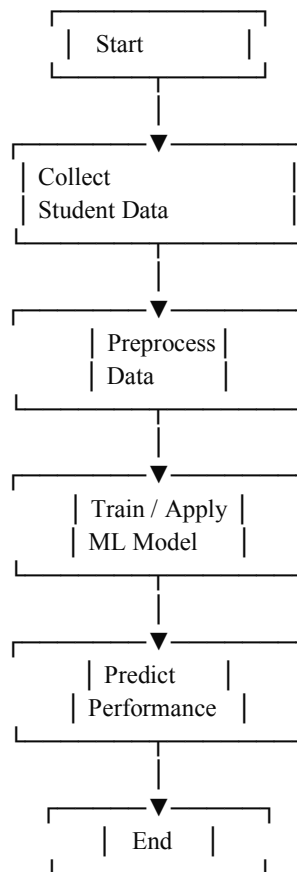 Start
Collect
Student Data
Preprocess
Data
Train / Apply
ML Model
Predict
Performance
End